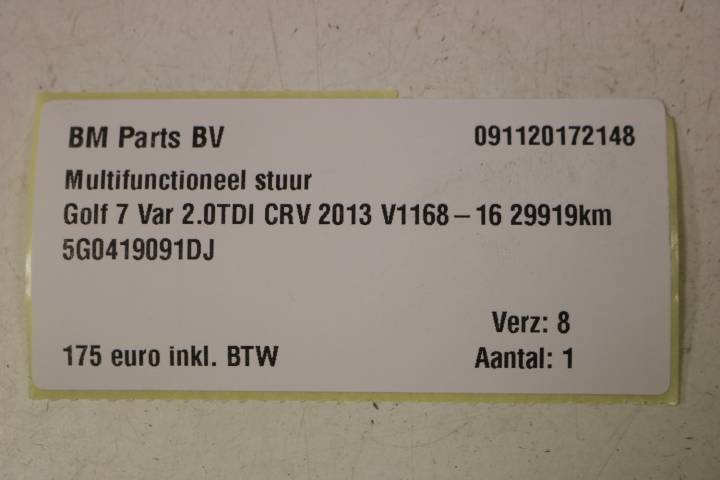 BM Parts BV 091120172148
Multifunctioneel stuur
Golf 7 Var 2.0TDI CRV 2013 V1168-16 29919km
5G0419091DJ
Verz: 8
175 euro inkl. BTW Aantal: 1